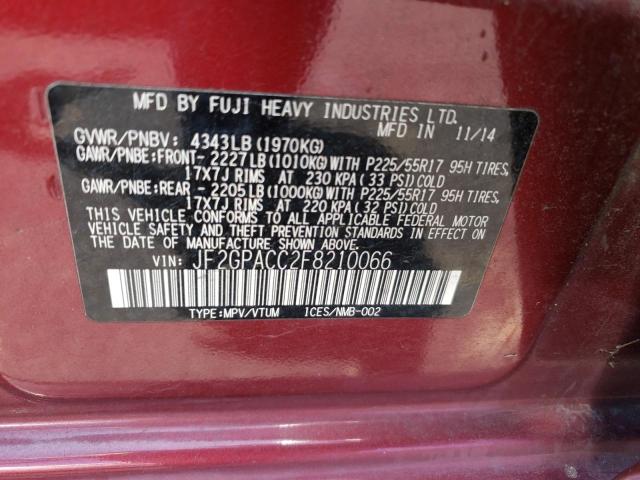 MFD BY FUJI HEAVY INDUSTRIES LTD.
MFD IN 11/14
GVWR/PNBV: 4343LB(1970KG)
GAWR/PNBE:FRONT- 2227LB(1010KG)WITH P225/55R17 95H TIRES,
17X7J RIMS AT 230 KPA(33 PSI)COLD
GAWR/PNBE:REAR - 2205LB(1000KG)WITH P225/55R17 95H TIRES,
17X7J RIMS AT 220 KPA(32 PSI)COLD
THIS VEHICLE CONFORMS TO ALL APPLICABLE FEDERAL MOTOR
VEHICLE SAFETY AND THEFT PREVENTION STANDARDS IN EFFECT
ON THE DATE OF MANUFACTURE SHOWN ABOVE.
VIN: JF2GPACC2F8210066
TYPE:MPV/VTUM ICES/NMB-002